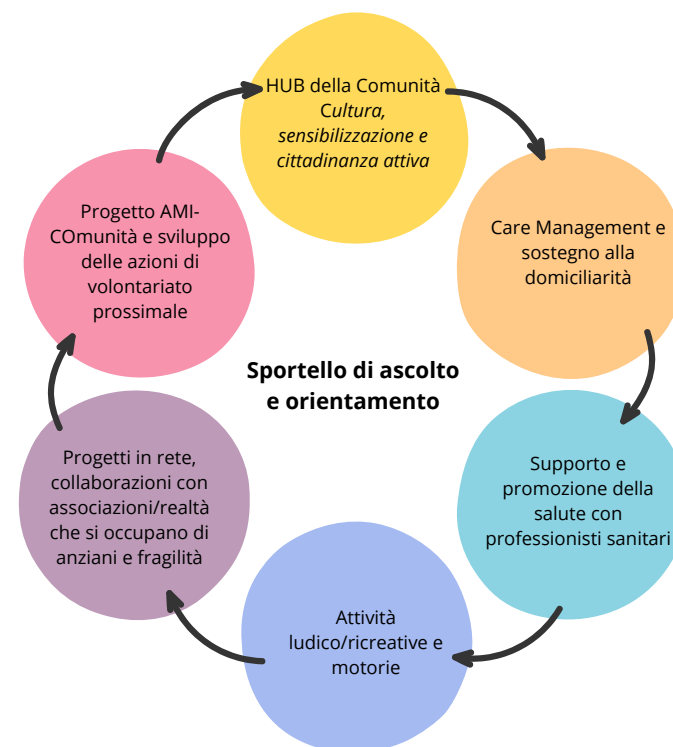 HUB della Comunità
Cultura,
sensibilizzazione e
cittadinanza attiva
Care Management e
sostegno alla
domiciliarità
Supporto e
promozione della
salute con
professionisti sanitari
Attività
ludico/ricreative e
motorie
Progetti in rete,
collaborazioni con
associazioni/realtà
che si occupano di
anziani e fragilità
Progetto AMI-
COmunità e sviluppo
delle azioni di
volontariato
prossimale
Sportello di ascolto
e orientamento